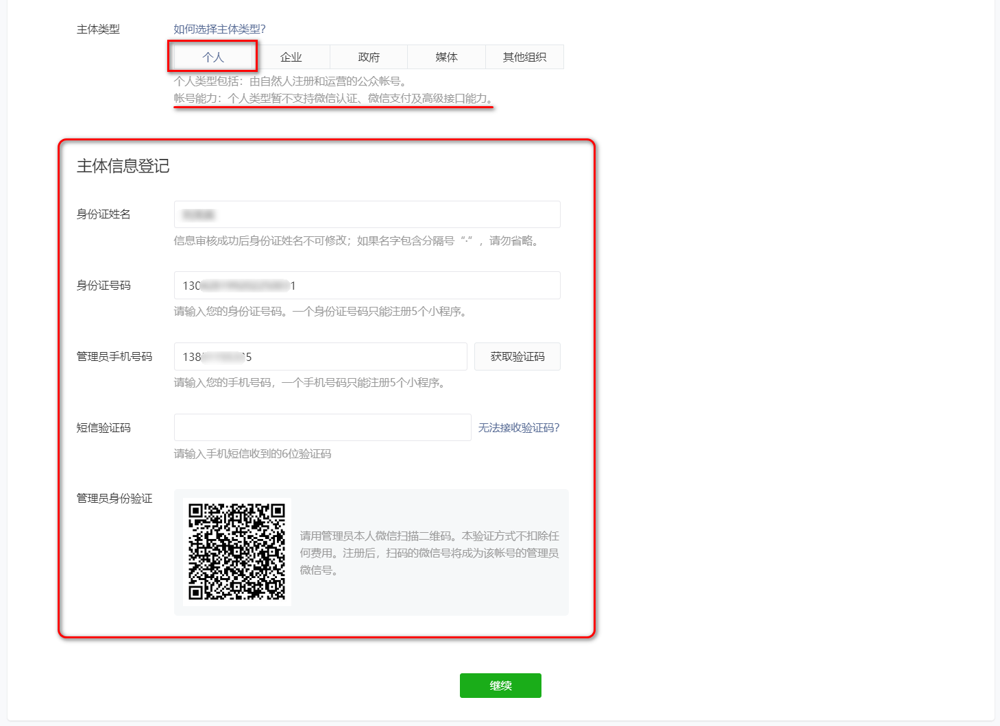 主体类型
如何选择主体类型?
个人
企业
政府
媒体
其他组织
个人类型包括：由自然人注册和运营的公众帐号。
帐号能力：个人类型暂不支持微信认证、微信支付及高级接口能力。
主体信息登记
身份证姓名
信息审核成功后身份证姓名不可修改；如果名字包含分隔号“·”，请勿省略。
身份证号码
130
1
请输入您的身份证号码。一个身份证号码只能注册5个小程序。
管理员手机号码
138
5
获取验证码
请输入您的手机号码，一个手机号码只能注册5个小程序。
短信验证码
无法接收验证码?
请输入手机短信收到的6位验证码
管理员身份验证
请用管理员本人微信扫描二维码。本验证方式不扣除任
何费用。注册后，扫码的微信号将成为该帐号的管理员
微信号。
继续